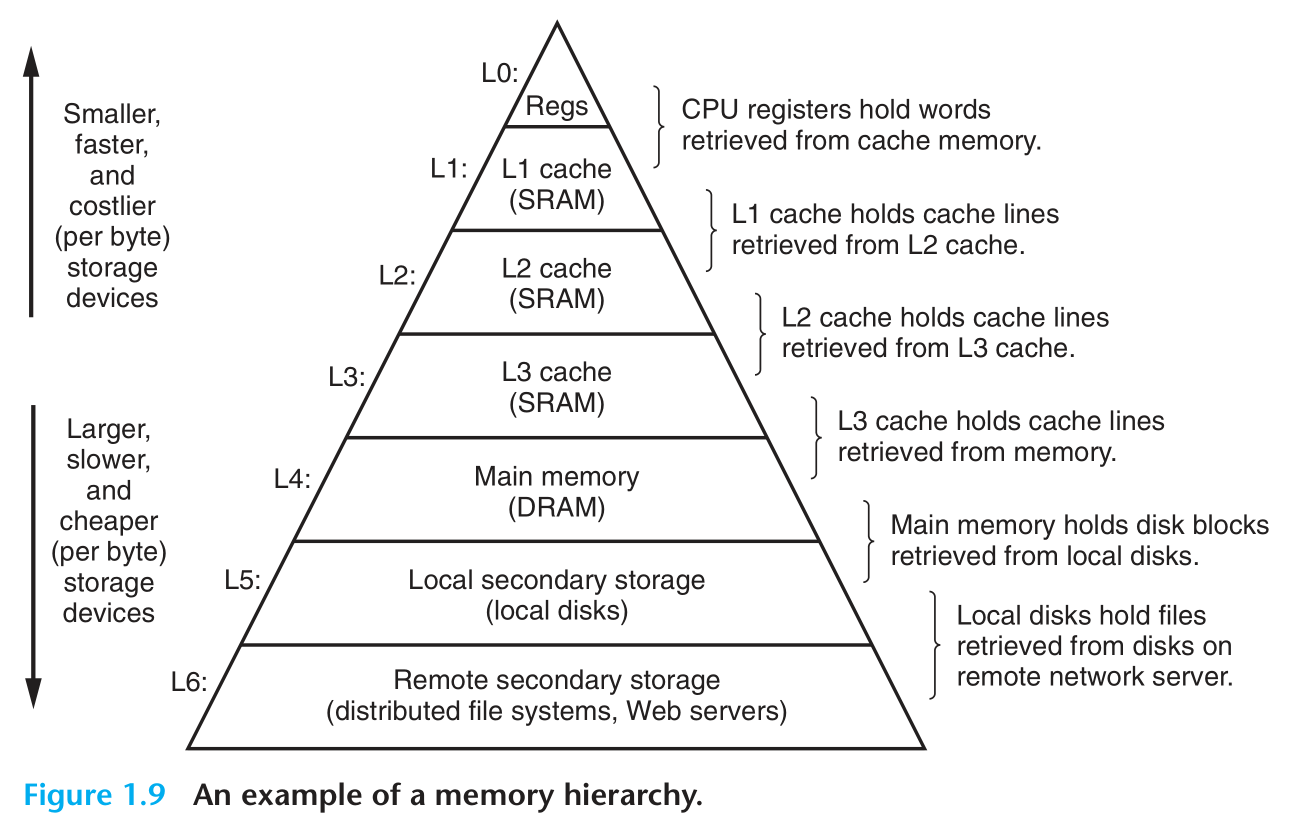 Smaller,
faster,
and
costlier
(per byte)
storage
devices
Larger,
slower,
and
cheaper
(per byte)
storage
devices
L0:
Regs
CPU registers hold words
retrieved from cache memory.
L1:
L1 cache
(SRAM)
L1 cache holds cache lines
retrieved from L2 cache.
L2:
L2 cache
(SRAM)
L2 cache holds cache lines
retrieved from L3 cache.
L3:
L3 cache
(SRAM)
L3 cache holds cache lines
retrieved from memory.
L4:
Main memory
(DRAM)
Main memory holds disk blocks
retrieved from local disks.
L5:
Local secondary storage
(local disks)
Local disks hold files
retrieved from disks on
remote network server.
L6:
Remote secondary storage
(distributed file systems, Web servers)
Figure 1.9 An example of a memory hierarchy.